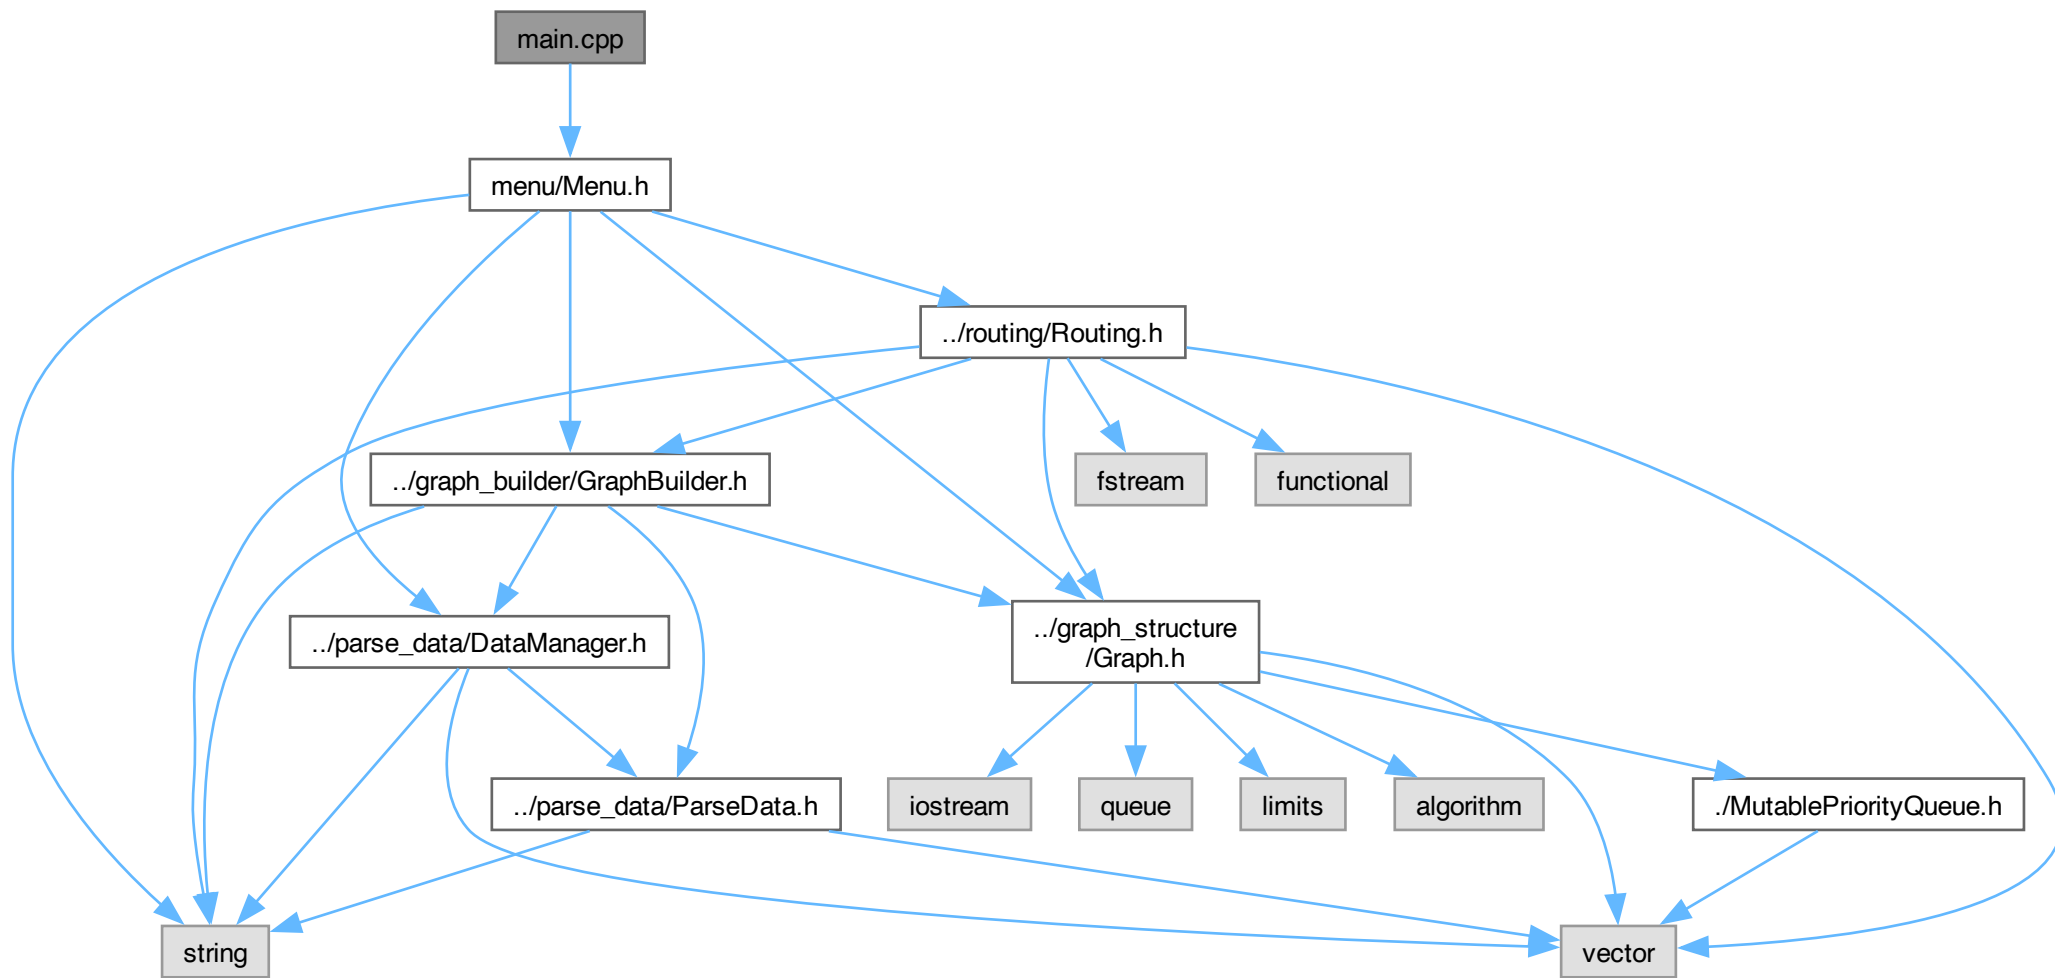 main.cpp
menu/Menu.h
../routing/Routing.h
../graph_builder/GraphBuilder.h
fstream
functional
../parse_data/DataManager.h
../graph_structure
/Graph.h
../parse_data/ParseData.h
iostream
queue
limits
algorithm
./MutablePriorityQueue.h
string
vector